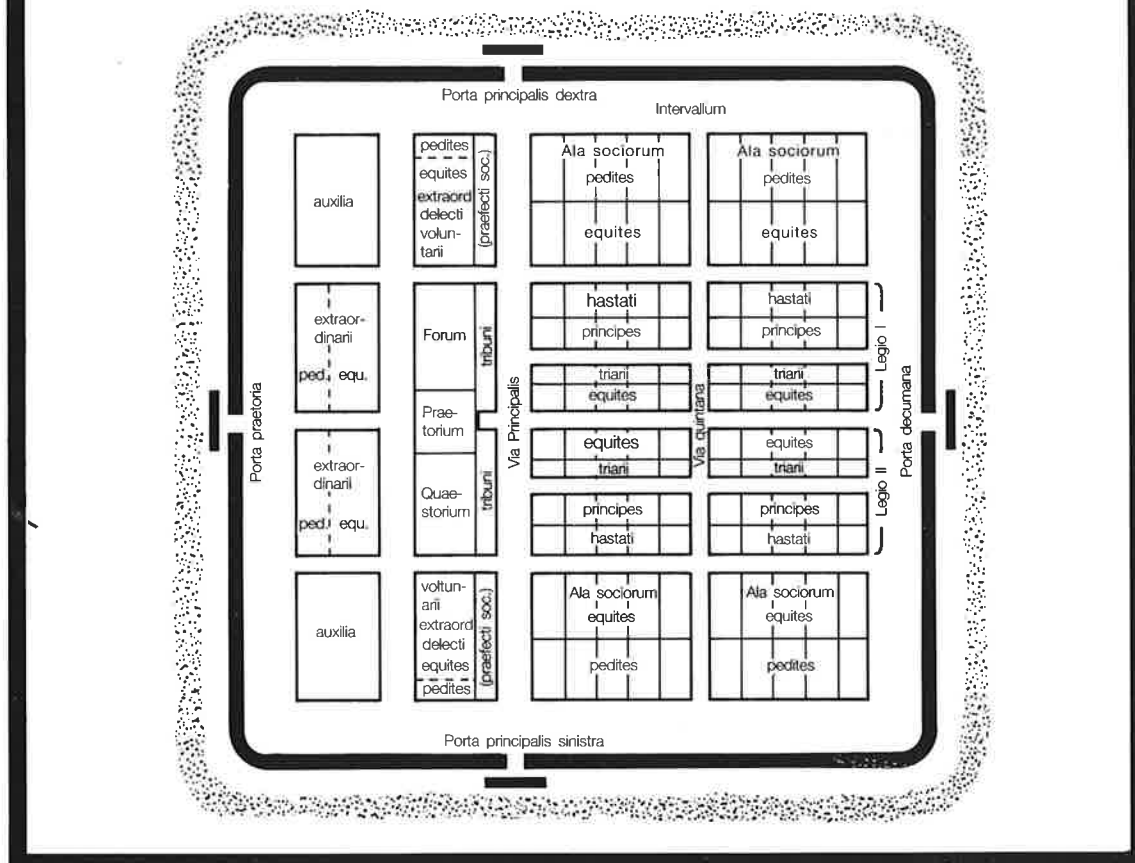 Porta principalis dextra
Intervallum
auxilia
pedites
equites
extraord
delecti
volun-
tarii
(praefecti soc.)
Ala sociorum
pedites
equites
Ala sociorum
pedites
equites
extraor-
dinarii
ped. equ.
Forum
tribuni
Prae-
torium
Quae-
storium
tribuni
extraor-
dinarii
ped. equ.
Porta praetoria
Via Principalis
hastati
principes
triarii
equites
equites
triarii
principes
hastati
Via quintana
hastati
principes
triarii
equites
equites
triarii
principes
hastati
Legio I
Legio II
Porta decumana
auxilia
voltun-
arii
extraord
delecti
equites
pedites
(praefecti soc.)
Ala sociorum
equites
pedites
Ala sociorum
equites
pedites
Porta principalis sinistra